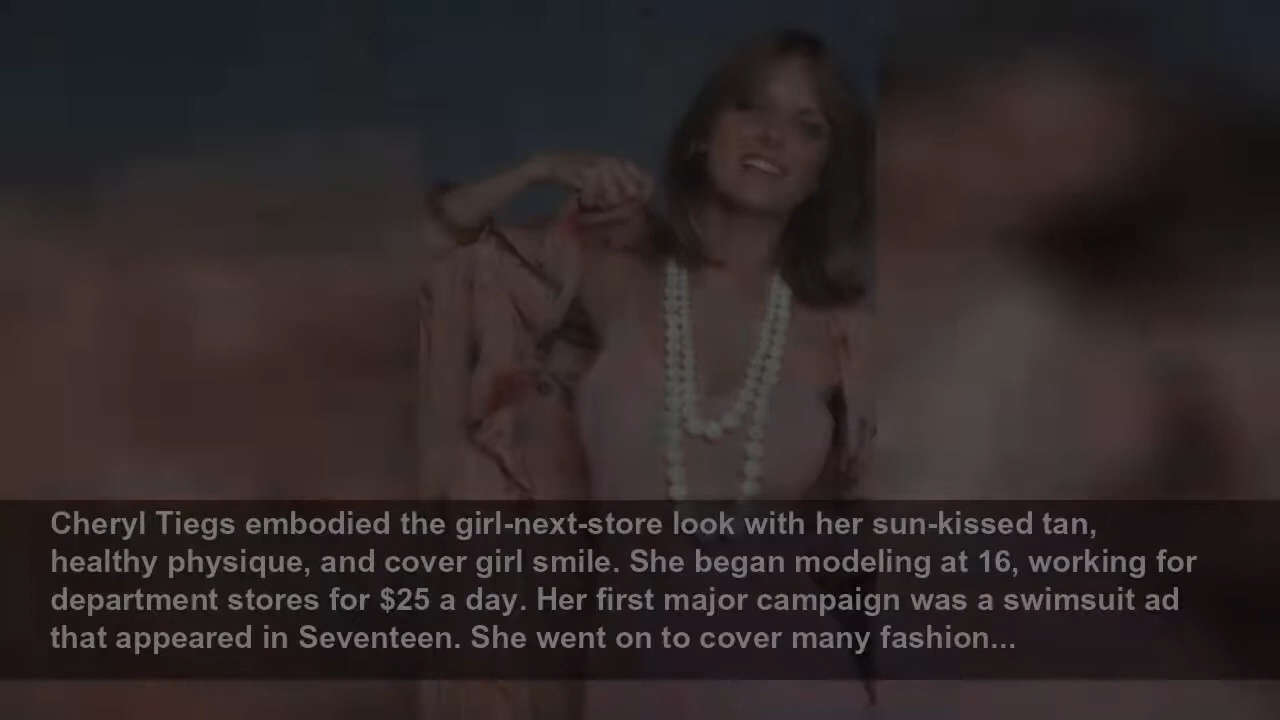 Cheryl Tiegs embodied the girl-next-store look with her sun-kissed tan,
healthy physique, and cover girl smile. She began modeling at 16, working for
department stores for $25 a day. Her first major campaign was a swimsuit ad
that appeared in Seventeen. She went on to cover many fashion...